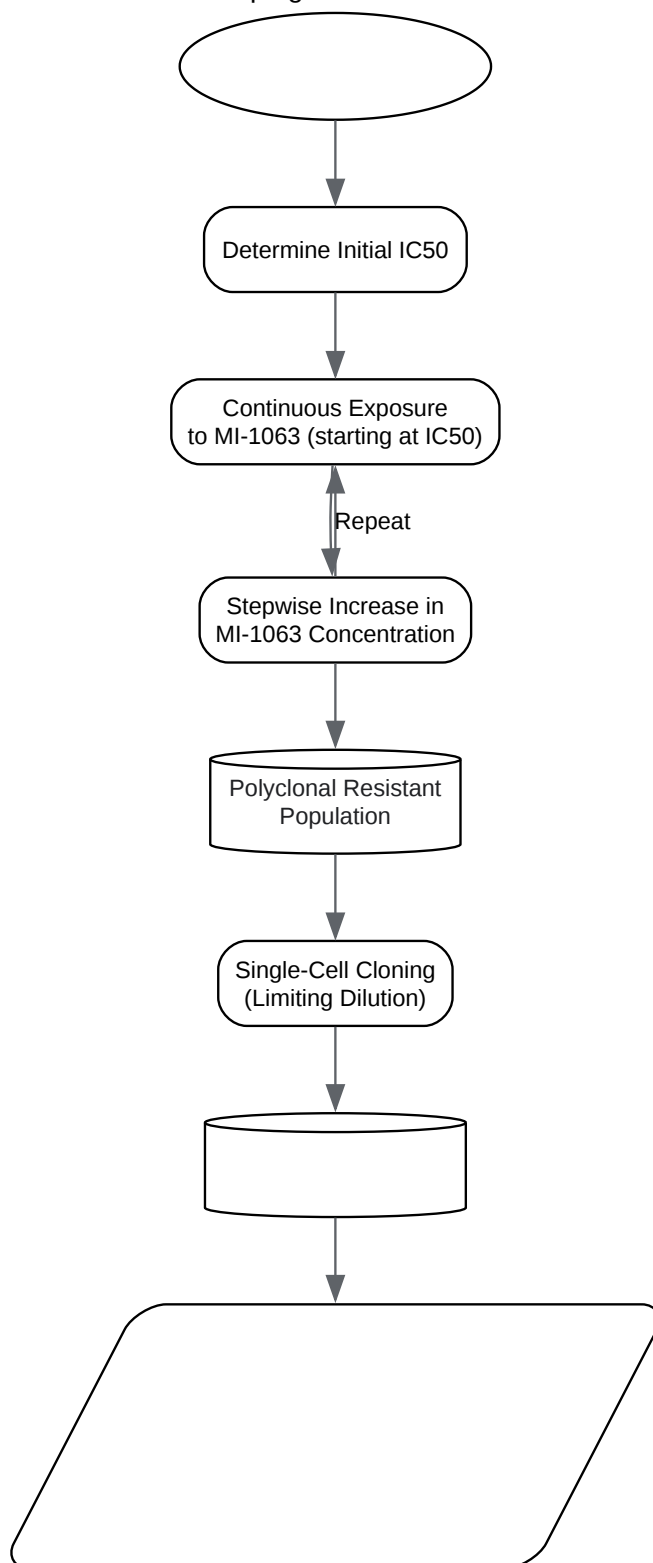 Determine Initial IC50
Continuous Exposure
to MI-1063 (starting at IC50)
Repeat
Stepwise Increase in
MI-1063 Concentration
Polyclonal Resistant
Population
Single-Cell Cloning
(Limiting Dilution)